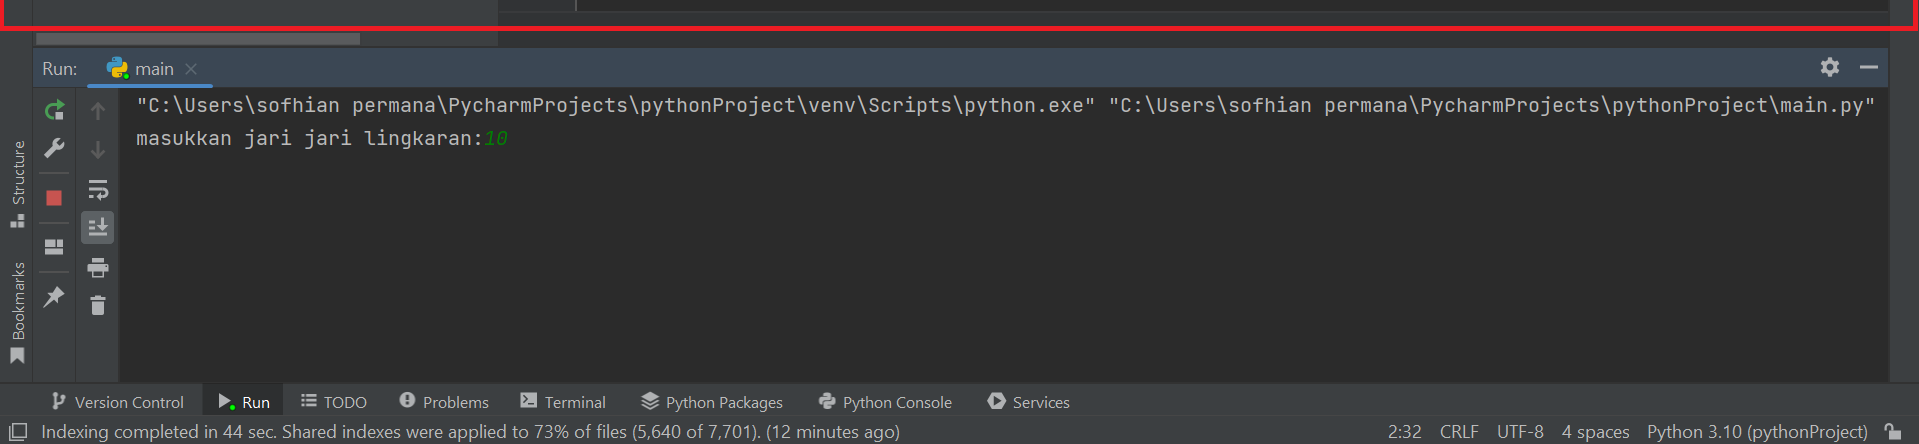 Run: main
"C:\Users\sofhian permana\PycharmProjects\pythonProject\venv\Scripts\python.exe" "C:\Users\sofhian permana\PycharmProjects\pythonProject\main.py"
masukkan jari jari lingkaran:10
Structure
Bookmarks
Version Control Run TODO Problems Terminal Python Packages Python Console Services
Indexing completed in 44 sec. Shared indexes were applied to 73% of files (5,640 of 7,701). (12 minutes ago) 2:32 CRLF UTF-8 4 spaces Python 3.10 (pythonProject)